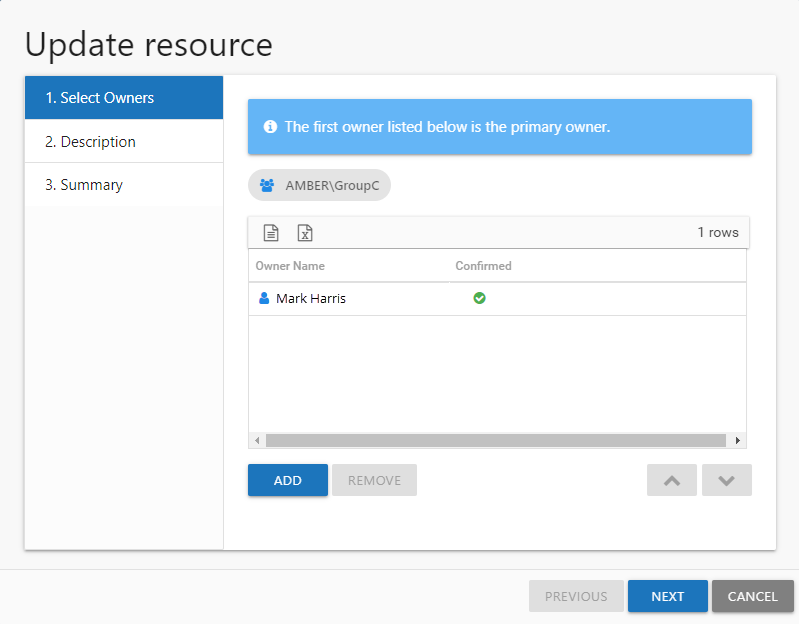 Update resource
1. Select Owners
2. Description
3. Summary
The first owner listed below is the primary owner.
AMBER\GroupC
1 rows
Owner Name Confirmed
Mark Harris
ADD REMOVE
PREVIOUS NEXT CANCEL